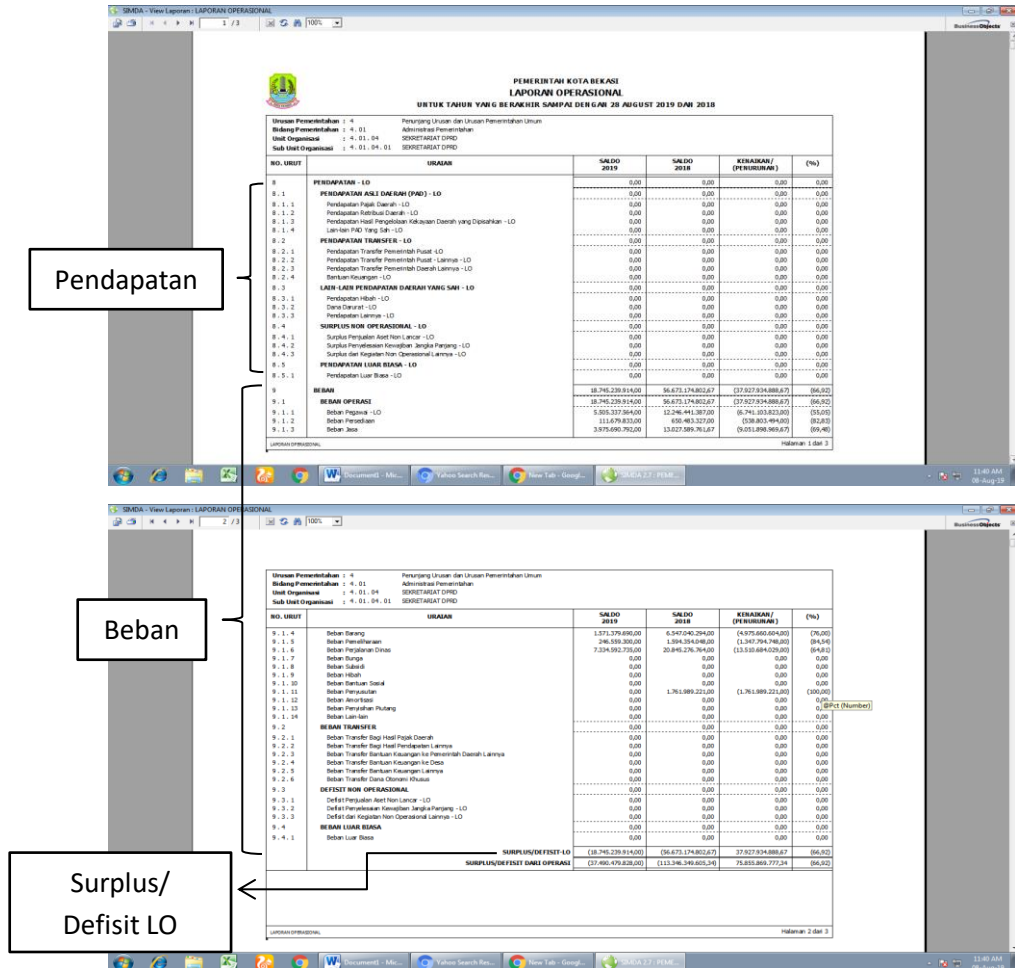 SIMDA - View Laporan : LAPORAN OPERASIONAL
1 / 3 100%
BusinessObjects
PEMERINTAH KOTA BEKASI
LAPORAN OPERASIONAL
UNTUK TAHUN YANG BERAKHIR SAMPAI DENGAN 28 AUGUST 2019 DAN 2018
Urusan Pemerintahan : 4 Penunjang Urusan dan Urusan Pemerintahan Umum
Bidang Pemerintahan : 4 . 01 Administrasi Pemerintahan
Unit Organisasi : 4 . 01 . 04 SEKRETARIAT DPRD
Sub Unit Organisasi : 4 . 01 . 04 . 01 SEKRETARIAT DPRD
NO. URUT URAIAN SALDO 2019 SALDO 2018 KENAIKAN/ (PENURUNAN) (%)
8 PENDAPATAN - LO 0,00 0,00 0,00 0,00
8 . 1 PENDAPATAN ASLI DAERAH (PAD) - LO 0,00 0,00 0,00 0,00
8 . 1 . 1 Pendapatan Pajak Daerah - LO 0,00 0,00 0,00 0,00
8 . 1 . 2 Pendapatan Retribusi Daerah - LO 0,00 0,00 0,00 0,00
8 . 1 . 3 Pendapatan Hasil Pengelolaan Kekayaan Daerah yang Dipisahkan - LO 0,00 0,00 0,00 0,00
8 . 1 . 4 Lain-lain PAD Yang Sah - LO 0,00 0,00 0,00 0,00
8 . 2 PENDAPATAN TRANSFER - LO 0,00 0,00 0,00 0,00
8 . 2 . 1 Pendapatan Transfer Pemerintah Pusat -LO 0,00 0,00 0,00 0,00
8 . 2 . 2 Pendapatan Transfer Pemerintah Pusat - Lainnya - LO 0,00 0,00 0,00 0,00
8 . 2 . 3 Pendapatan Transfer Pemerintah Daerah Lainnya - LO 0,00 0,00 0,00 0,00
8 . 2 . 4 Bantuan Keuangan - LO 0,00 0,00 0,00 0,00
8 . 3 LAIN-LAIN PENDAPATAN DAERAH YANG SAH - LO 0,00 0,00 0,00 0,00
8 . 3 . 1 Pendapatan Hibah - LO 0,00 0,00 0,00 0,00
8 . 3 . 2 Dana Darurat - LO 0,00 0,00 0,00 0,00
8 . 3 . 3 Pendapatan Lainnya - LO 0,00 0,00 0,00 0,00
8 . 4 SURPLUS NON OPERASIONAL - LO 0,00 0,00 0,00 0,00
8 . 4 . 1 Surplus Penjualan Aset Non Lancar - LO 0,00 0,00 0,00 0,00
8 . 4 . 2 Surplus Penyelesaian Kewajiban Jangka Panjang - LO 0,00 0,00 0,00 0,00
8 . 4 . 3 Surplus dari Kegiatan Non Operasional Lainnya - LO 0,00 0,00 0,00 0,00
8 . 5 PENDAPATAN LUAR BIASA - LO 0,00 0,00 0,00 0,00
8 . 5 . 1 Pendapatan Luar Biasa - LO 0,00 0,00 0,00 0,00
9 BEBAN 18.745.239.914,00 56.673.174.802,67 (37.927.934.888,67) (66,92)
9 . 1 BEBAN OPERASI 18.745.239.914,00 56.673.174.802,67 (37.927.934.888,67) (66,92)
9 . 1 . 1 Beban Pegawai -LO 5.505.337.564,00 12.246.441.387,00 (6.741.103.823,00) (55,05)
9 . 1 . 2 Beban Persediaan 111.679.833,00 650.483.327,00 (538.803.494,00) (82,83)
9 . 1 . 3 Beban Jasa 3.975.690.792,00 13.027.589.761,67 (9.051.898.969,67) (69,48)
LAPORAN OPERASIONAL Halaman 1 dari 3
Pendapatan
Document1 - Mic... Yahoo Search Res... New Tab - Googl... SIMDA 2.7 : PEME...
11:40 AM
08-Aug-19
SIMDA - View Laporan : LAPORAN OPERASIONAL
2 / 3 100%
BusinessObjects
Urusan Pemerintahan : 4 Penunjang Urusan dan Urusan Pemerintahan Umum
Bidang Pemerintahan : 4 . 01 Administrasi Pemerintahan
Unit Organisasi : 4 . 01 . 04 SEKRETARIAT DPRD
Sub Unit Organisasi : 4 . 01 . 04 . 01 SEKRETARIAT DPRD
NO. URUT URAIAN SALDO 2019 SALDO 2018 KENAIKAN/ (PENURUNAN) (%)
9 . 1 . 4 Beban Barang 1.571.379.690,00 6.547.040.294,00 (4.975.660.604,00) (76,00)
9 . 1 . 5 Beban Pemeliharaan 246.559.300,00 1.594.354.048,00 (1.347.794.748,00) (84,54)
9 . 1 . 6 Beban Perjalanan Dinas 7.334.592.735,00 20.845.276.764,00 (13.510.684.029,00) (64,81)
9 . 1 . 7 Beban Bunga 0,00 0,00 0,00 0,00
9 . 1 . 8 Beban Subsidi 0,00 0,00 0,00 0,00
9 . 1 . 9 Beban Hibah 0,00 0,00 0,00 0,00
9 . 1 . 10 Beban Bantuan Sosial 0,00 0,00 0,00 0,00
9 . 1 . 11 Beban Penyusutan 0,00 1.761.989.221,00 (1.761.989.221,00) (100,00)
9 . 1 . 12 Beban Amortisasi 0,00 0,00 0,00 0,00
9 . 1 . 13 Beban Penyisihan Piutang 0,00 0,00 0,00 @Pct (Number)
9 . 1 . 14 Beban Lain-lain 0,00 0,00 0,00 0,00
9 . 2 BEBAN TRANSFER 0,00 0,00 0,00 0,00
9 . 2 . 1 Beban Transfer Bagi Hasil Pajak Daerah 0,00 0,00 0,00 0,00
9 . 2 . 2 Beban Transfer Bagi Hasil Pendapatan Lainnya 0,00 0,00 0,00 0,00
9 . 2 . 3 Beban Transfer Bantuan Keuangan ke Pemerintah Daerah Lainnya 0,00 0,00 0,00 0,00
9 . 2 . 4 Beban Transfer Bantuan Keuangan ke Desa 0,00 0,00 0,00 0,00
9 . 2 . 5 Beban Transfer Bantuan Keuangan Lainnya 0,00 0,00 0,00 0,00
9 . 2 . 6 Beban Transfer Dana Otonomi Khusus 0,00 0,00 0,00 0,00
9 . 3 DEFISIT NON OPERASIONAL 0,00 0,00 0,00 0,00
9 . 3 . 1 Defisit Penjualan Aset Non Lancar - LO 0,00 0,00 0,00 0,00
9 . 3 . 2 Defisit Penyelesaian Kewajiban Jangka Panjang - LO 0,00 0,00 0,00 0,00
9 . 3 . 3 Defisit dari Kegiatan Non Operasional Lainnya - LO 0,00 0,00 0,00 0,00
9 . 4 BEBAN LUAR BIASA 0,00 0,00 0,00 0,00
9 . 4 . 1 Beban Luar Biasa 0,00 0,00 0,00 0,00
SURPLUS/DEFISIT-LO (18.745.239.914,00) (56.673.174.802,67) 37.927.934.888,67 (66,92)
SURPLUS/DEFISIT DARI OPERASI (37.490.479.828,00) (113.346.349.605,34) 75.855.869.777,34 (66,92)
LAPORAN OPERASIONAL Halaman 2 dari 3
Beban
Surplus/
Defisit LO
Document1 - Mic... Yahoo Search Res... New Tab - Googl... SIMDA 2.7 : PEME...
11:40 AM